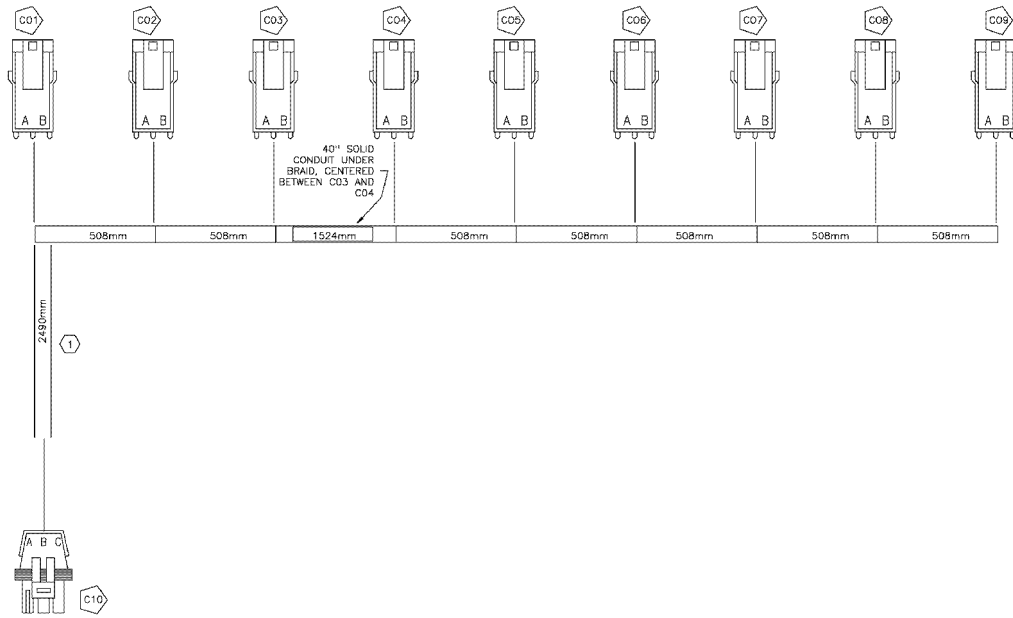 C01 C02 C03 C04 C05 C06 C07 C08 C09
A B A B A B A B A B A B A B A B A B
40" SOLID
CONDUIT UNDER
BRAID, CENTERED
BETWEEN C03 AND
C04
508mm 508mm 1524mm 508mm 508mm 508mm 508mm 508mm
2490mm
1
A B C
C10